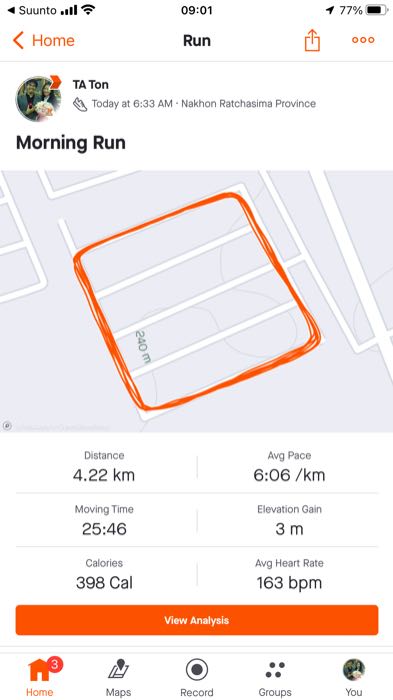 Suunto 09:01 77%
Home Run
TA Ton
Today at 6:33 AM · Nakhon Ratchasima Province
Morning Run
240 m
Distance Avg Pace
4.22 km 6:06 /km
Moving Time Elevation Gain
25:46 3 m
Calories Avg Heart Rate
398 Cal 163 bpm
View Analysis
3
Home Maps Record Groups You